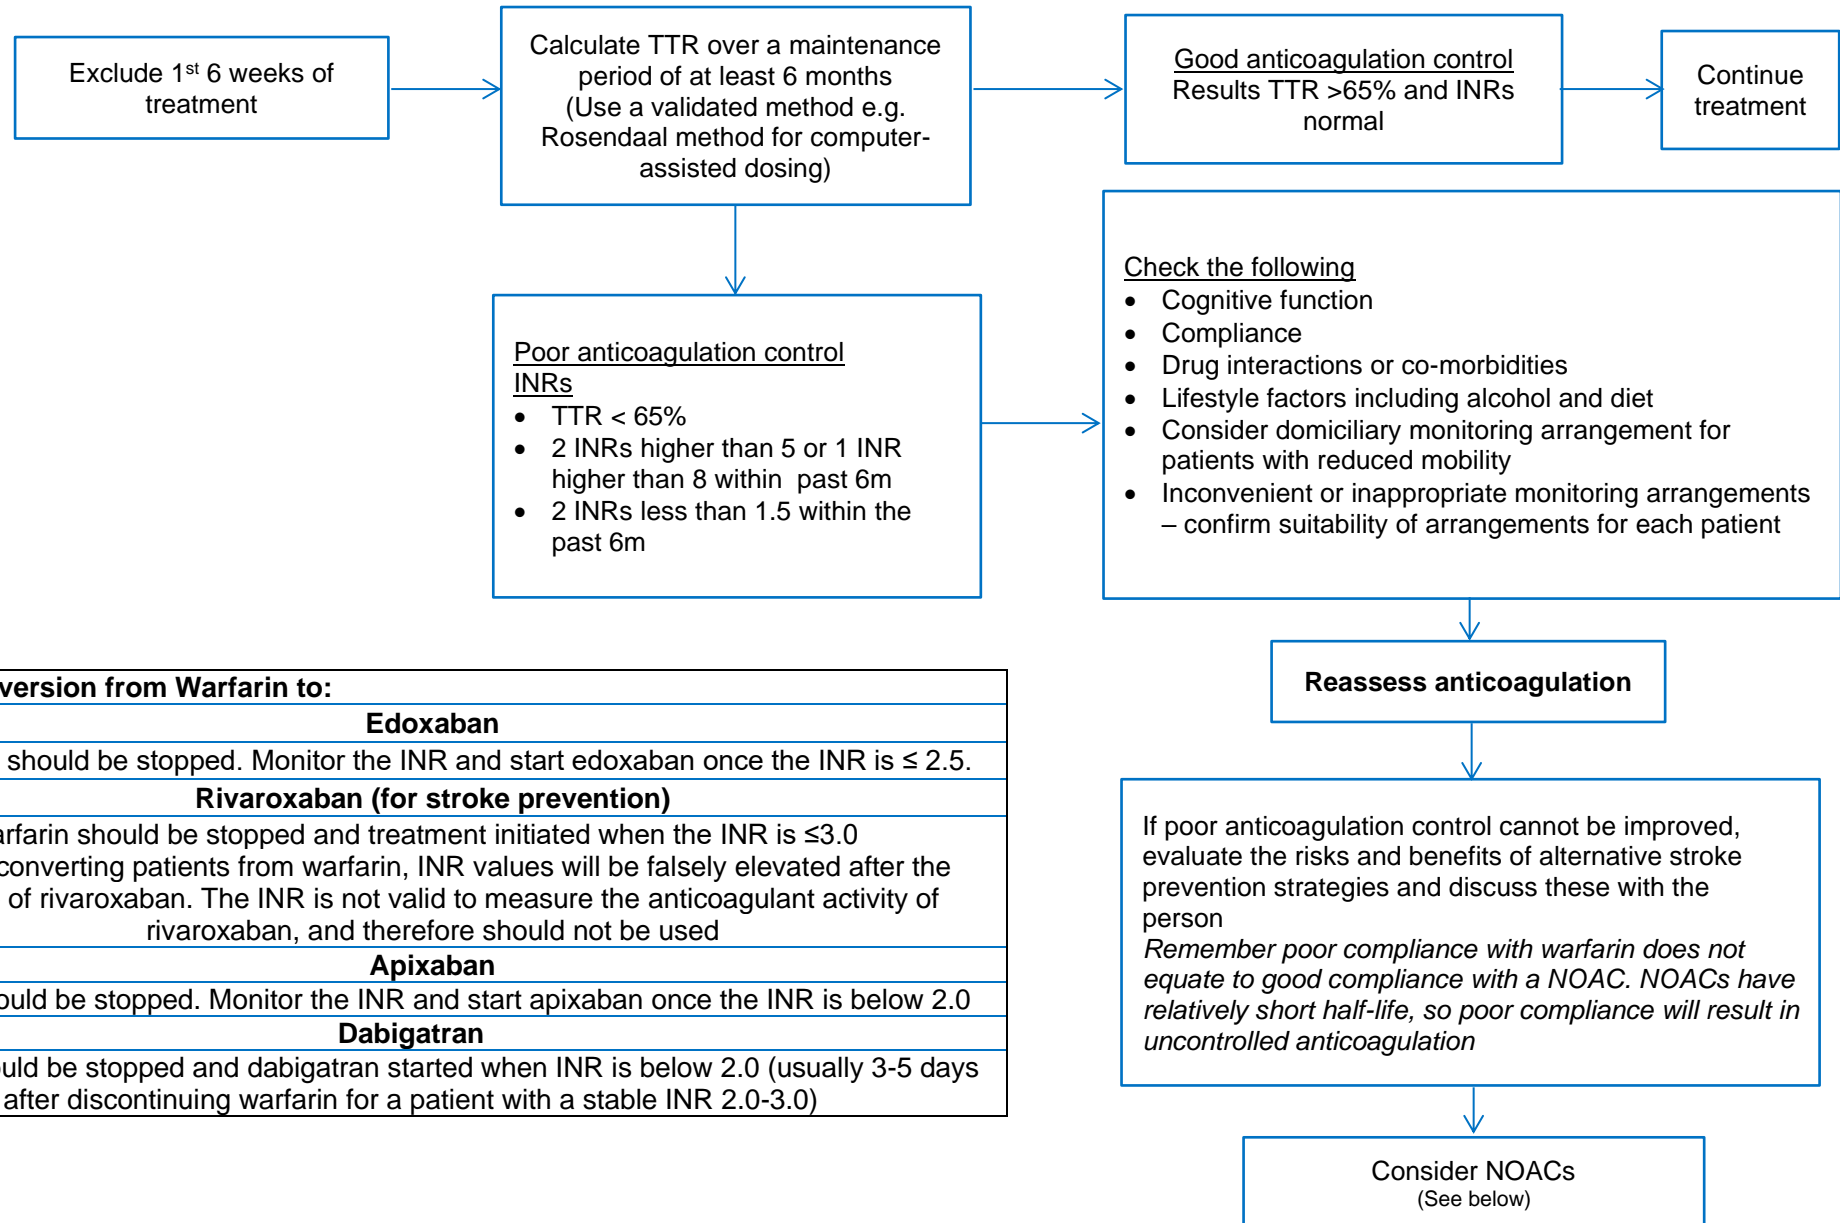 Exclude 1st 6 weeks of
treatment
Calculate TTR over a maintenance
period of at least 6 months
(Use a validated method e.g.
Rosendaal method for computer-
assisted dosing)
Good anticoagulation control
Results TTR >65% and INRs
normal
Continue
treatment
Poor anticoagulation control
INRs
• TTR < 65%
• 2 INRs higher than 5 or 1 INR
higher than 8 within past 6m
• 2 INRs less than 1.5 within the
past 6m
Check the following
• Cognitive function
• Compliance
• Drug interactions or co-morbidities
• Lifestyle factors including alcohol and diet
• Consider domiciliary monitoring arrangement for
patients with reduced mobility
• Inconvenient or inappropriate monitoring arrangements
– confirm suitability of arrangements for each patient
Reassess anticoagulation
If poor anticoagulation control cannot be improved,
evaluate the risks and benefits of alternative stroke
prevention strategies and discuss these with the
person
Remember poor compliance with warfarin does not
equate to good compliance with a NOAC. NOACs have
relatively short half-life, so poor compliance will result in
uncontrolled anticoagulation
Consider NOACs
(See below)
version from Warfarin to:
Edoxaban
should be stopped. Monitor the INR and start edoxaban once the INR is ≤ 2.5.
Rivaroxaban (for stroke prevention)
arfarin should be stopped and treatment initiated when the INR is ≤3.0
converting patients from warfarin, INR values will be falsely elevated after the
of rivaroxaban. The INR is not valid to measure the anticoagulant activity of
rivaroxaban, and therefore should not be used
Apixaban
ould be stopped. Monitor the INR and start apixaban once the INR is below 2.0
Dabigatran
uld be stopped and dabigatran started when INR is below 2.0 (usually 3-5 days
after discontinuing warfarin for a patient with a stable INR 2.0-3.0)